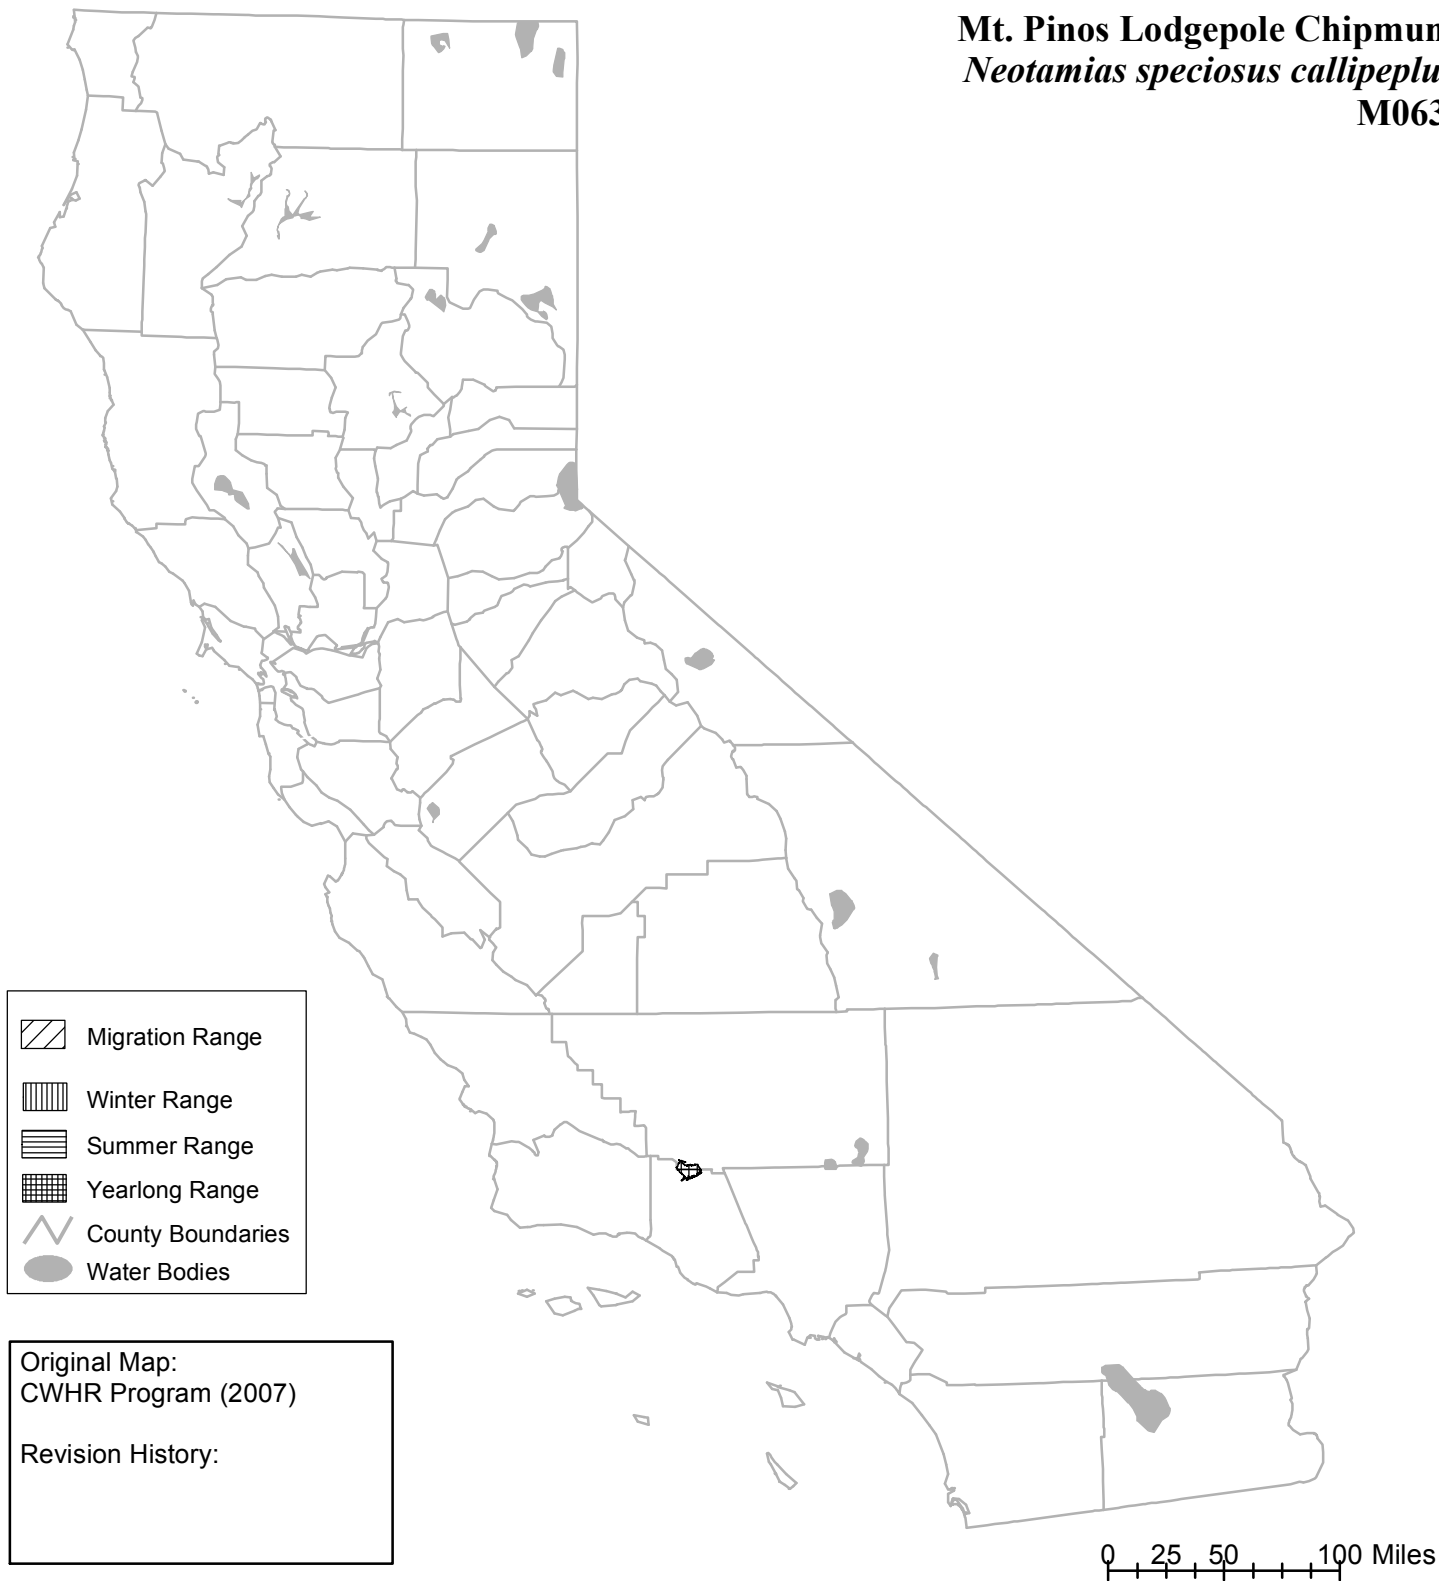 Mt. Pinos Lodgepole Chipmun
Neotamias speciosus callipeplu
M063
Migration Range
Winter Range
Summer Range
Yearlong Range
County Boundaries
Water Bodies
Original Map:
CWHR Program (2007)
Revision History:
0 25 50 100 Miles